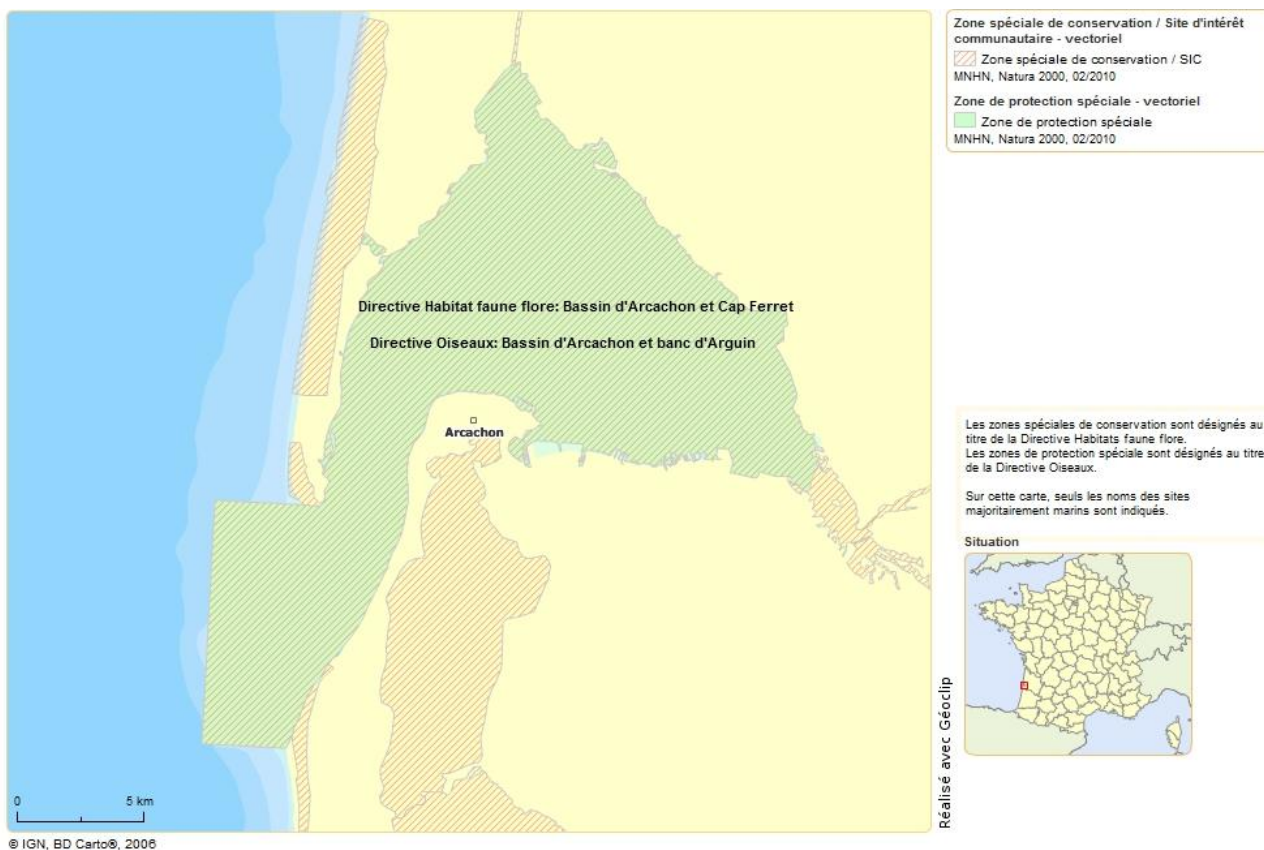 Zone spéciale de conservation / Site d'intérêt
communautaire - vectoriel
Zone spéciale de conservation / SIC
MNHN, Natura 2000, 02/2010
Zone de protection spéciale - vectoriel
Zone de protection spéciale
MNHN, Natura 2000, 02/2010
Directive Habitat faune flore: Bassin d'Arcachon et Cap Ferret
Directive Oiseaux: Bassin d'Arcachon et banc d'Arguin
Arcachon
Les zones spéciales de conservation sont désignés au
titre de la Directive Habitats faune flore.
Les zones de protection spéciale sont désignés au titre
de la Directive Oiseaux.
Sur cette carte, seuls les noms des sites
majoritairement marins sont indiqués.
Situation
Réalisé avec Géoclip
0 5 km
© IGN, BD Carto®, 2006